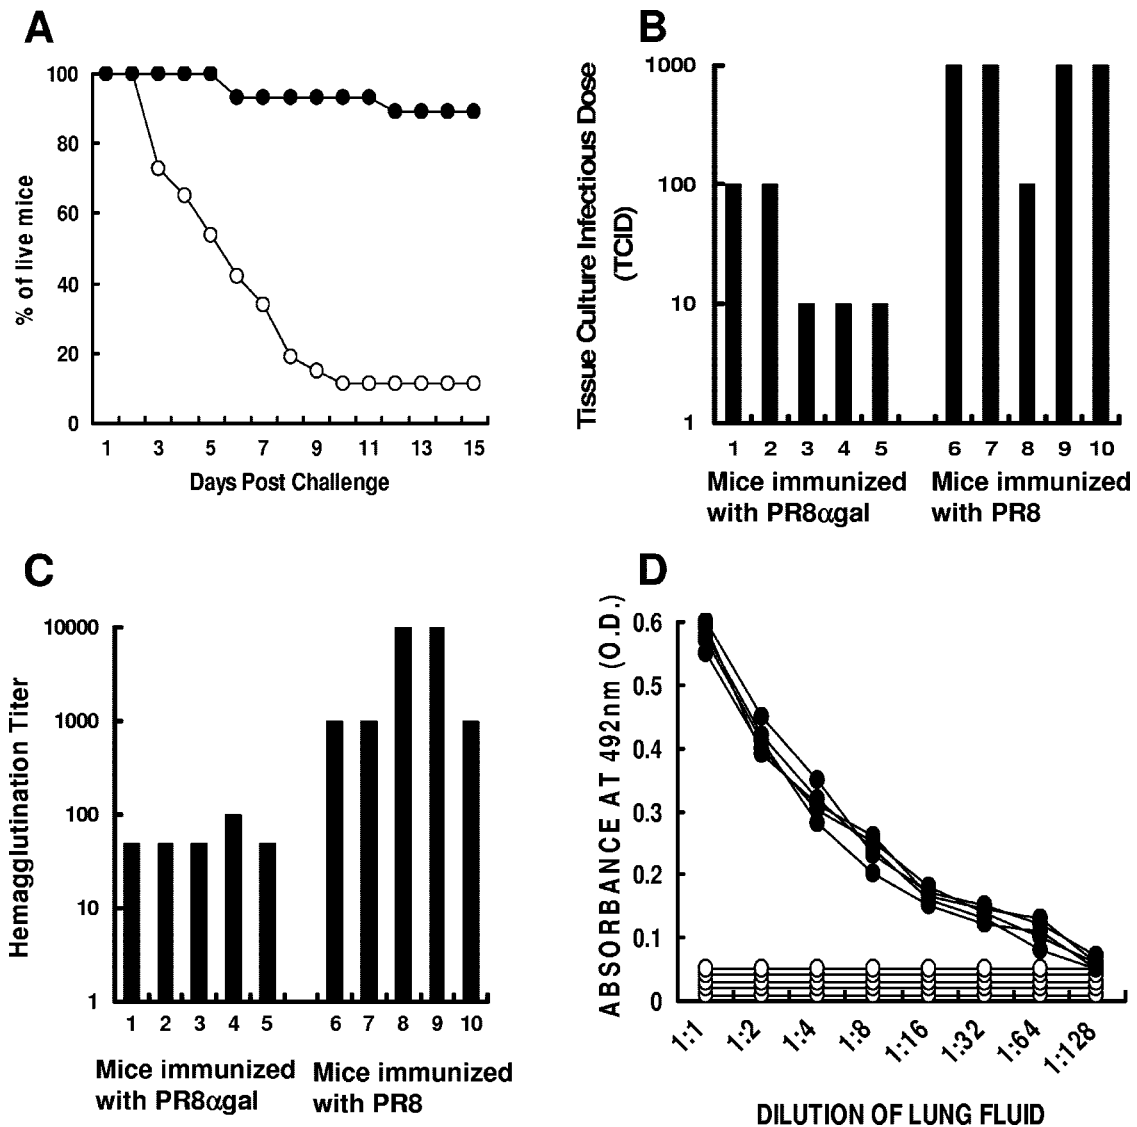 A
100
80
60
40
20
0
% of live mice
1 3 5 7 9 11 13 15
Days Post Challenge
B
Tissue Culture Infectious Dose
(TCID)
1000
100
10
1
1 2 3 4 5 6 7 8 9 10
Mice immunized
with PR8αgal
Mice immunized
with PR8
C
Hemagglutination Titer
10000
1000
100
10
1
1 2 3 4 5 6 7 8 9 10
Mice immunized
with PR8αgal
Mice immunized
with PR8
D
ABSORBANCE AT 492nm (O.D.)
0.6
0.5
0.4
0.3
0.2
0.1
0
1:1 1:2 1:4 1:8 1:16 1:32 1:64 1:128
DILUTION OF LUNG FLUID